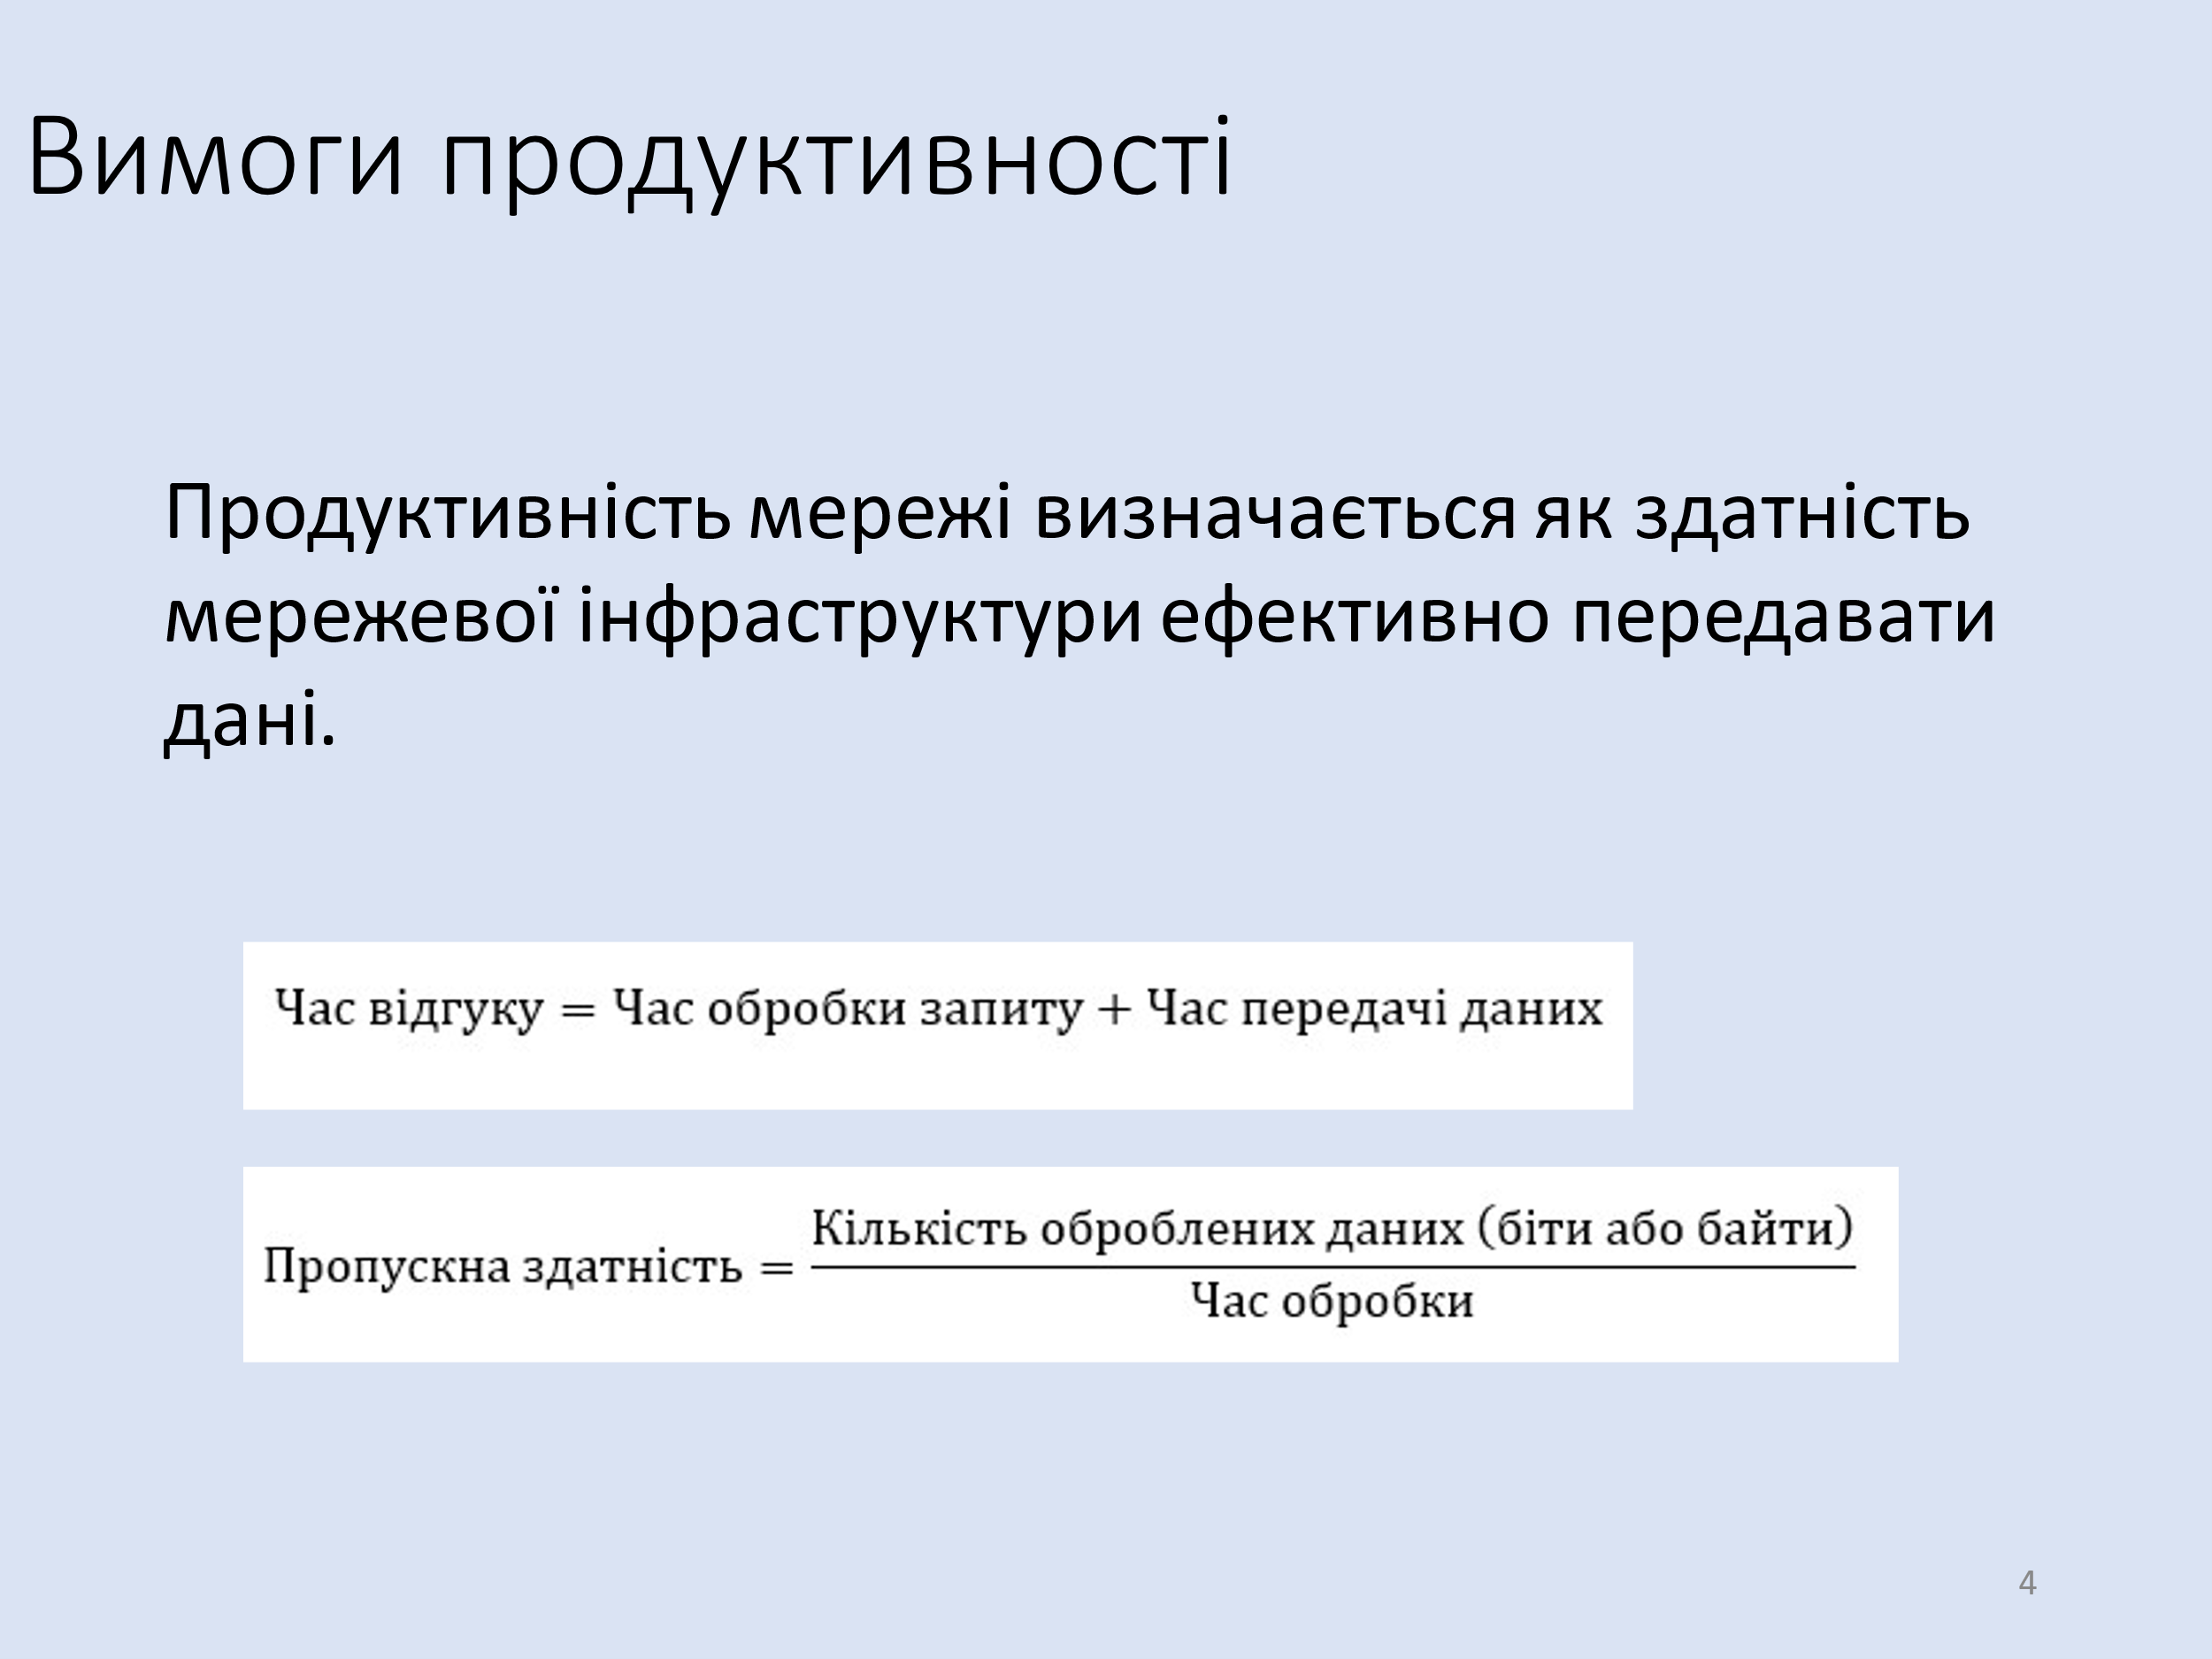 Вимоги продуктивності
Продуктивність мережі визначається як здатність
мережевої інфраструктури ефективно передавати
дані.
Час відгуку = Час обробки запиту + Час передачі даних
Кількість оброблених даних (біти або байти)
Пропускна здатність =
Час обробки
4